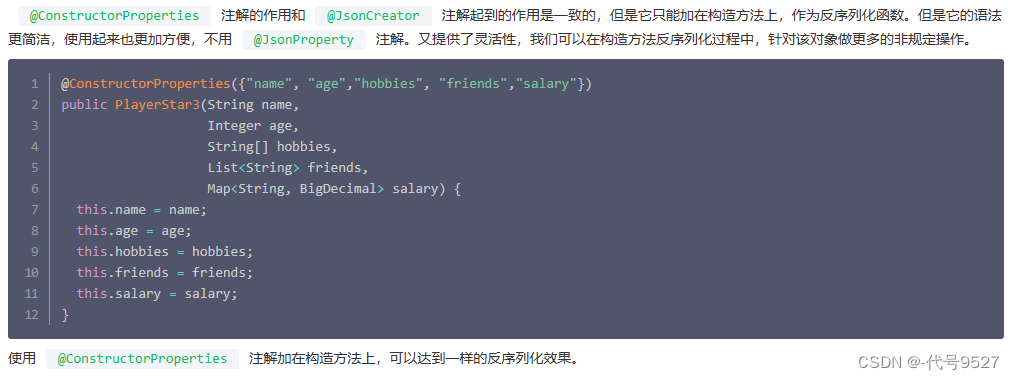 @ConstructorProperties 注解的作用和 @JsonCreator 注解起到的作用是一致的，但是它只能加在构造方法上，作为反序列化函数。但是它的语法
更简洁，使用起来也更加方便，不用 @JsonProperty 注解。又提供了灵活性，我们可以在构造方法反序列化过程中，针对该对象做更多的非规定操作。
1 @ConstructorProperties({"name", "age","hobbies", "friends","salary"})
2 public PlayerStar3(String name,
3 Integer age,
4 String[] hobbies,
5 List<String> friends,
6 Map<String, BigDecimal> salary) {
7 this.name = name;
8 this.age = age;
9 this.hobbies = hobbies;
10 this.friends = friends;
11 this.salary = salary;
12 }
使用 @ConstructorProperties 注解加在构造方法上，可以达到一样的反序列化效果。
CSDN @-代号9527